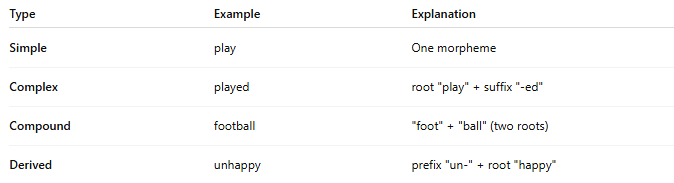 Type Example Explanation
Simple play One morpheme
Complex played root "play" + suffix "-ed"
Compound football "foot" + "ball" (two roots)
Derived unhappy prefix "un-" + root "happy"